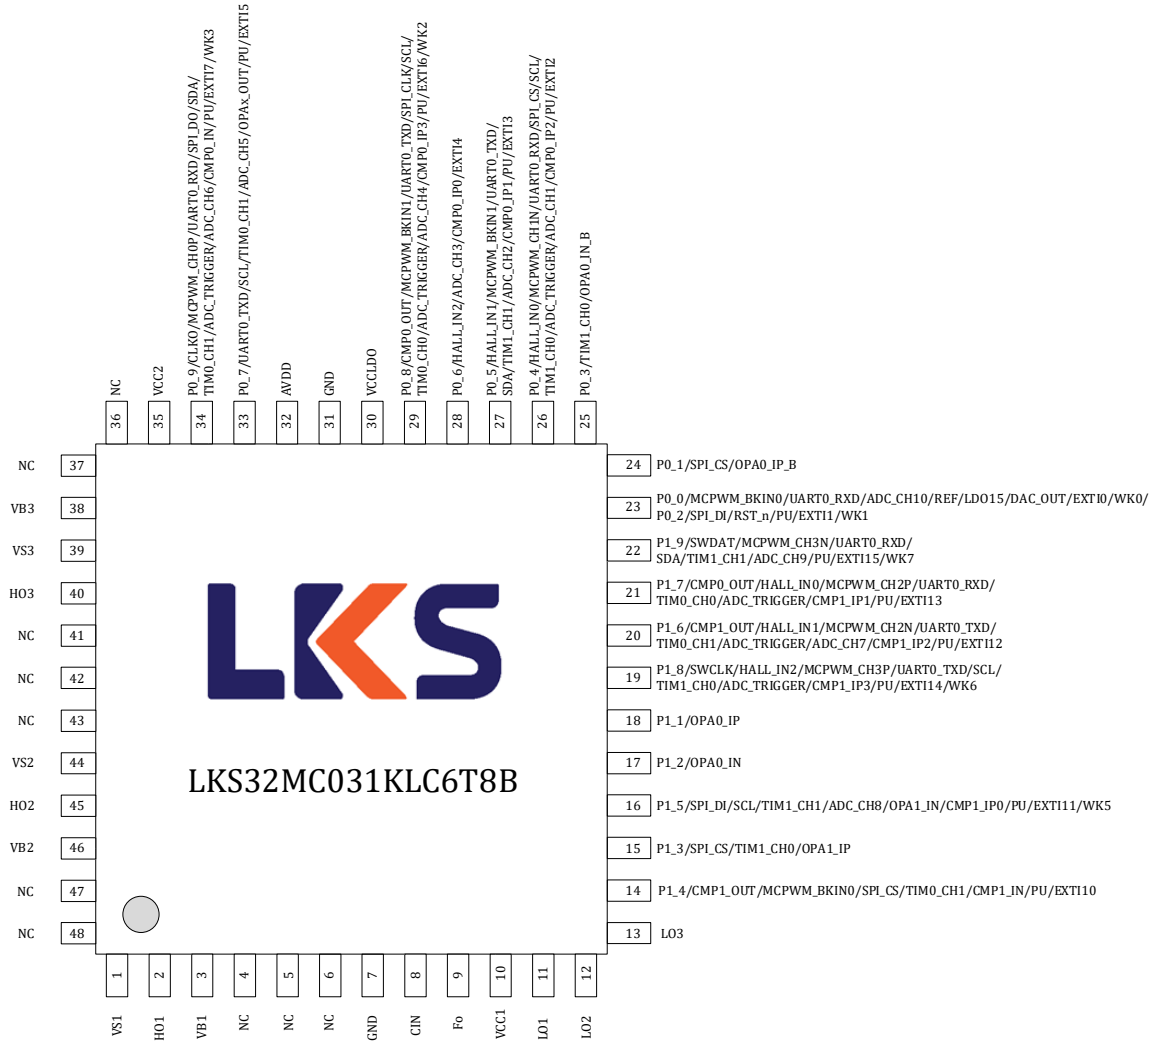 P0_9/CLKO/MCPWM_CH0P/UART0_RXD/SPI_DO/SDA/
TIM0_CH1/ADC_TRIGGER/ADC_CH6/CMP0_IN/PU/EXTI7/WK3
P0_7/UART0_TXD/SCL/TIM0_CH1/ADC_CH5/OPAx_OUT/PU/EXTI5
P0_8/CMP0_OUT/MCPWM_BKIN1/UART0_TXD/SPI_CLK/SCL/
TIM0_CH0/ADC_TRIGGER/ADC_CH4/CMP0_IP3/PU/EXTI6/WK2
P0_6/HALL_IN2/ADC_CH3/CMP0_IP0/EXTI4
P0_5/HALL_IN1/MCPWM_BKIN1/UART0_TXD/
SDA/TIM1_CH1/ADC_CH2/CMP0_IP1/PU/EXTI3
P0_4/HALL_IN0/MCPWM_CH1N/UART0_RXD/SPI_CS/SCL/
TIM1_CH0/ADC_TRIGGER/ADC_CH1/CMP0_IP2/PU/EXTI2
P0_3/TIM1_CH0/OPA0_IN_B
NC
VCC2
AVDD
GND
VCCLDO
36
35
34
33
32
31
30
29
28
27
26
25
NC 37
VB3 38
VS3 39
HO3 40
NC 41
NC 42
NC 43
VS2 44
HO2 45
VB2 46
NC 47
NC 48
LKS
LKS32MC031KLC6T8B
24 P0_1/SPI_CS/OPA0_IP_B
23 P0_0/MCPWM_BKIN0/UART0_RXD/ADC_CH10/REF/LDO15/DAC_OUT/EXTI0/WK0/
P0_2/SPI_DI/RST_n/PU/EXTI1/WK1
22 P1_9/SWDAT/MCPWM_CH3N/UART0_RXD/
SDA/TIM1_CH1/ADC_CH9/PU/EXTI15/WK7
21 P1_7/CMP0_OUT/HALL_IN0/MCPWM_CH2P/UART0_RXD/
TIM0_CH0/ADC_TRIGGER/CMP1_IP1/PU/EXTI13
20 P1_6/CMP1_OUT/HALL_IN1/MCPWM_CH2N/UART0_TXD/
TIM0_CH1/ADC_TRIGGER/ADC_CH7/CMP1_IP2/PU/EXTI12
19 P1_8/SWCLK/HALL_IN2/MCPWM_CH3P/UART0_TXD/SCL/
TIM1_CH0/ADC_TRIGGER/CMP1_IP3/PU/EXTI14/WK6
18 P1_1/OPA0_IP
17 P1_2/OPA0_IN
16 P1_5/SPI_DI/SCL/TIM1_CH1/ADC_CH8/OPA1_IN/CMP1_IP0/PU/EXTI11/WK5
15 P1_3/SPI_CS/TIM1_CH0/OPA1_IP
14 P1_4/CMP1_OUT/MCPWM_BKIN0/SPI_CS/TIM0_CH1/CMP1_IN/PU/EXTI10
13 LO3
1
2
3
4
5
6
7
8
9
10
11
12
VS1
HO1
VB1
NC
NC
NC
GND
CIN
Fo
VCC1
LO1
LO2